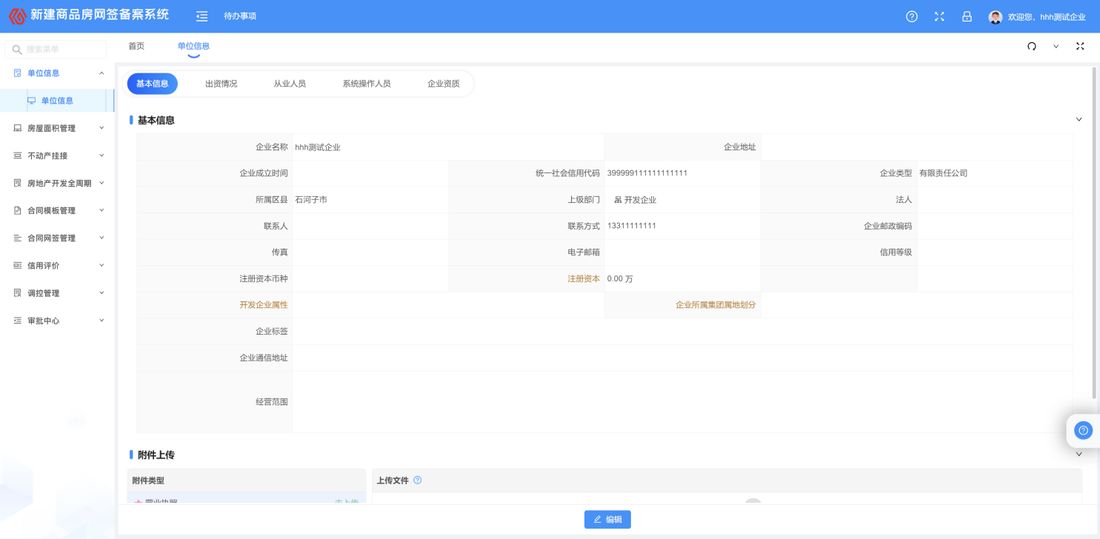 新建商品房网签备案系统
待办事项
欢迎您、hhh测试企业
搜索菜单
首页
单位信息
单位信息
单位信息
房屋面积管理
不动产挂接
房地产开发全周期
合同模板管理
合同网签管理
信用评价
调控管理
审批中心
基本信息
出资情况
从业人员
系统操作人员
企业资质
基本信息
企业名称 hhh测试企业 企业地址
企业成立时间 统一社会信用代码 399999111111111111 企业类型 有限责任公司
所属区县 石河子市 上级部门 开发企业 法人
联系人 联系方式 13311111111 企业邮政编码
传真 电子邮箱 信用等级
注册资本币种 注册资本 0.00 万
开发企业属性 企业所属集团属地划分
企业标签
企业通信地址
经营范围
附件上传
附件类型 上传文件
编辑